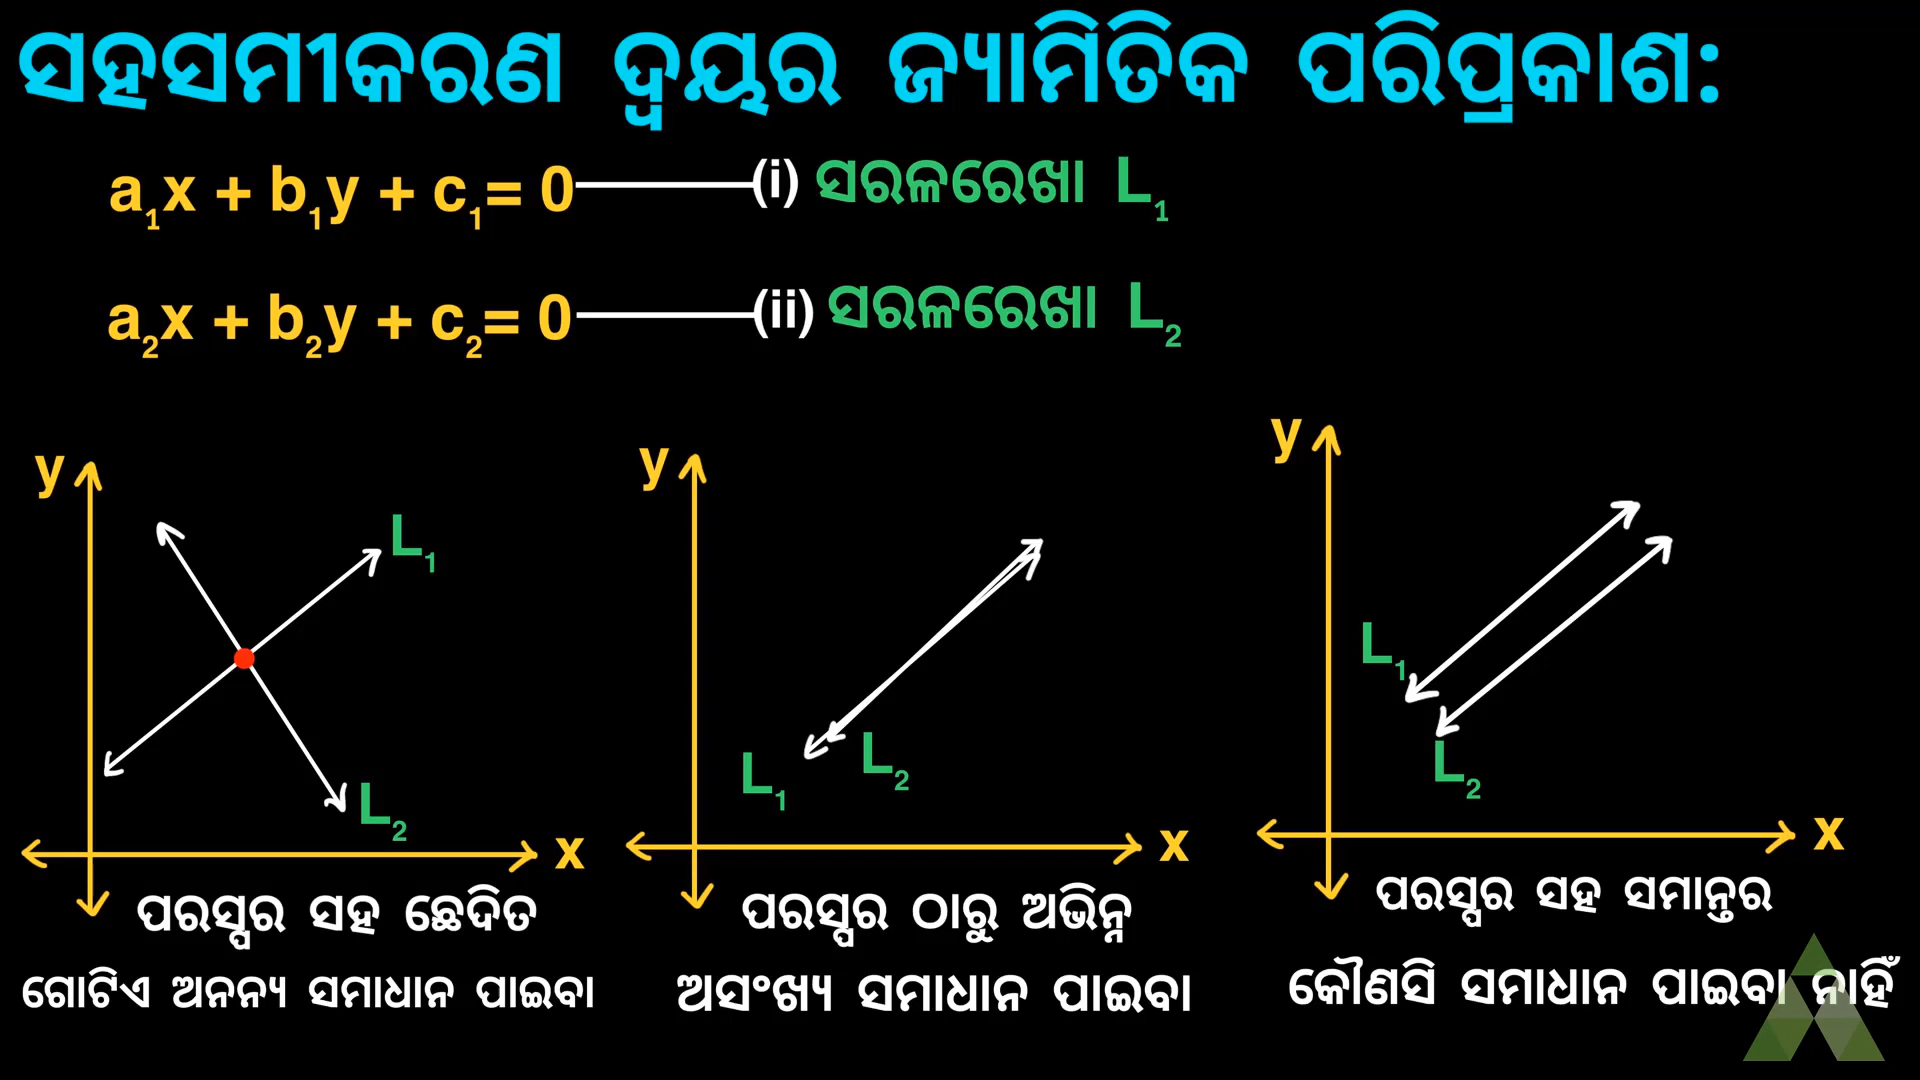 ସହସମୀକରଣ ଦ୍ୱୟର ଜ୍ୟାମିତିକ ପରିପ୍ରକାଶ:
a₁x + b₁y + c₁= 0 (i) ସରଳରେଖା L₁
a₂x + b₂y + c₂= 0 (ii) ସରଳରେଖା L₂
y
L₁
L₂
x
ପରସ୍ପର ସହ ଛେଦିତ
ଗୋଟିଏ ଅନନ୍ୟ ସମାଧାନ ପାଇବା
y
L₁
L₂
x
ପରସ୍ପର ଠାରୁ ଅଭିନ୍ନ
ଅସଂଖ୍ୟ ସମାଧାନ ପାଇବା
y
L₁
L₂
x
ପରସ୍ପର ସହ ସମାନ୍ତର
କୌଣସି ସମାଧାନ ପାଇବା ନାହିଁ